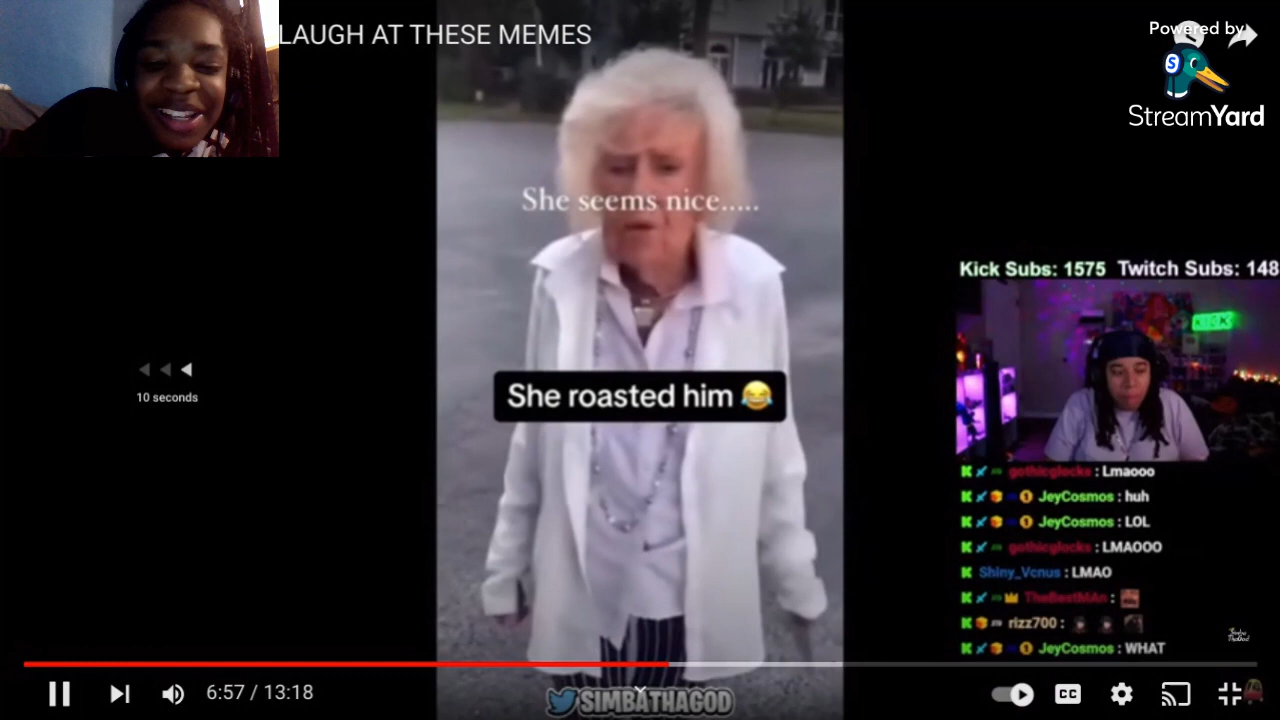 LAUGH AT THESE MEMES
Powered by
StreamYard
She seems nice.....
She roasted him 😂
10 seconds
Kick Subs: 1575 Twitch Subs: 148
KICK
gothicglocks : Lmaooo
JeyCosmos : huh
JeyCosmos : LOL
gothicglocks : LMAOOO
Shiny_Vcnus : LMAO
TheBestMAn :
rizz700 :
JeyCosmos : WHAT
6:57 / 13:18
CC
SIMBATHAGOD